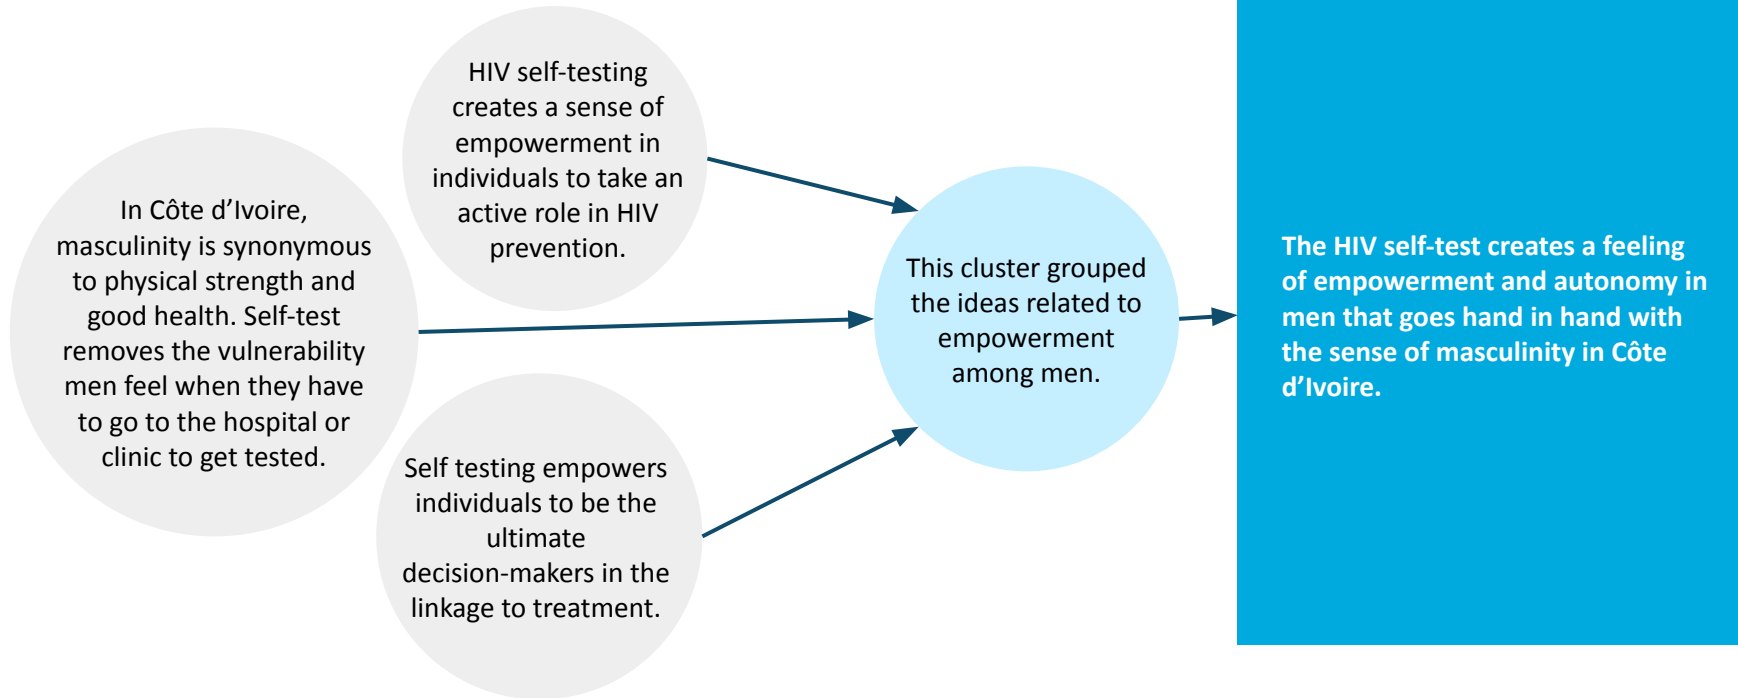 HIV self-testing
creates a sense of
empowerment in
individuals to take an
active role in HIV
prevention.
In Côte d’Ivoire,
masculinity is synonymous
to physical strength and
good health. Self-test
removes the vulnerability
men feel when they have
to go to the hospital or
clinic to get tested.
Self testing empowers
individuals to be the
ultimate
decision-makers in the
linkage to treatment.
This cluster grouped
the ideas related to
empowerment
among men.
The HIV self-test creates a feeling
of empowerment and autonomy in
men that goes hand in hand with
the sense of masculinity in Côte
d’Ivoire.